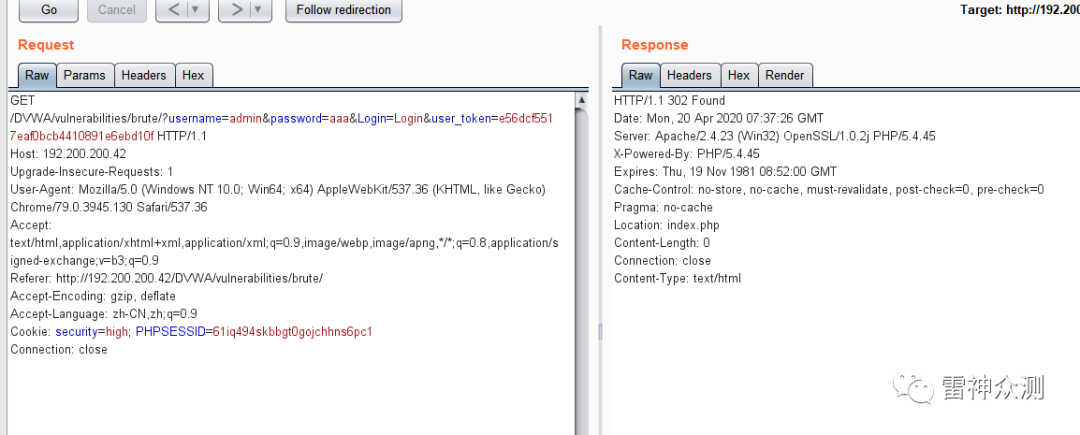 Go
Cancel
<
>
Follow redirection
Target: http://192.200
Request
Response
Raw
Params
Headers
Hex
Raw
Headers
Hex
Render
GET
/DVWA/vulnerabilities/brute/?username=admin&password=aaa&Login=Login&user_token=e56dcf551
7eaf0bcb4410891e6ebd10f HTTP/1.1
Host: 192.200.200.42
Upgrade-Insecure-Requests: 1
User-Agent: Mozilla/5.0 (Windows NT 10.0; Win64; x64) AppleWebKit/537.36 (KHTML, like Gecko)
Chrome/79.0.3945.130 Safari/537.36
Accept:
text/html,application/xhtml+xml,application/xml;q=0.9,image/webp,image/apng,*/*;q=0.8,application/si
gned-exchange;v=b3;q=0.9
Referer: http://192.200.200.42/DVWA/vulnerabilities/brute/
Accept-Encoding: gzip, deflate
Accept-Language: zh-CN,zh;q=0.9
Cookie: security=high; PHPSESSID=61iq494skbbgt0gojchhns6pc1
Connection: close
HTTP/1.1 302 Found
Date: Mon, 20 Apr 2020 07:37:26 GMT
Server: Apache/2.4.23 (Win32) OpenSSL/1.0.2j PHP/5.4.45
X-Powered-By: PHP/5.4.45
Expires: Thu, 19 Nov 1981 08:52:00 GMT
Cache-Control: no-store, no-cache, must-revalidate, post-check=0, pre-check=0
Pragma: no-cache
Location: index.php
Content-Length: 0
Connection: close
Content-Type: text/html
雷神众测